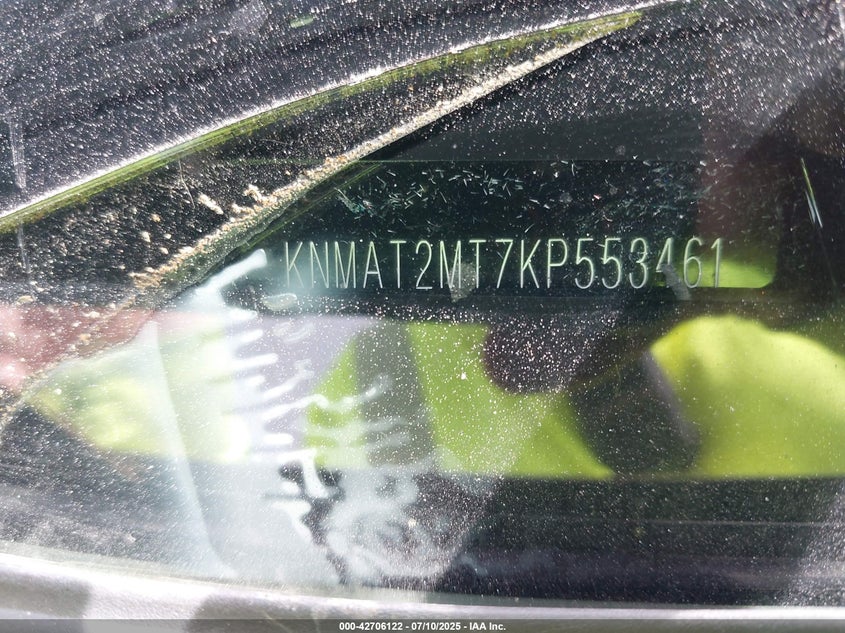 KNMAT2MT7KP553461
000-42706122 - 07/10/2025 - IAA Inc.